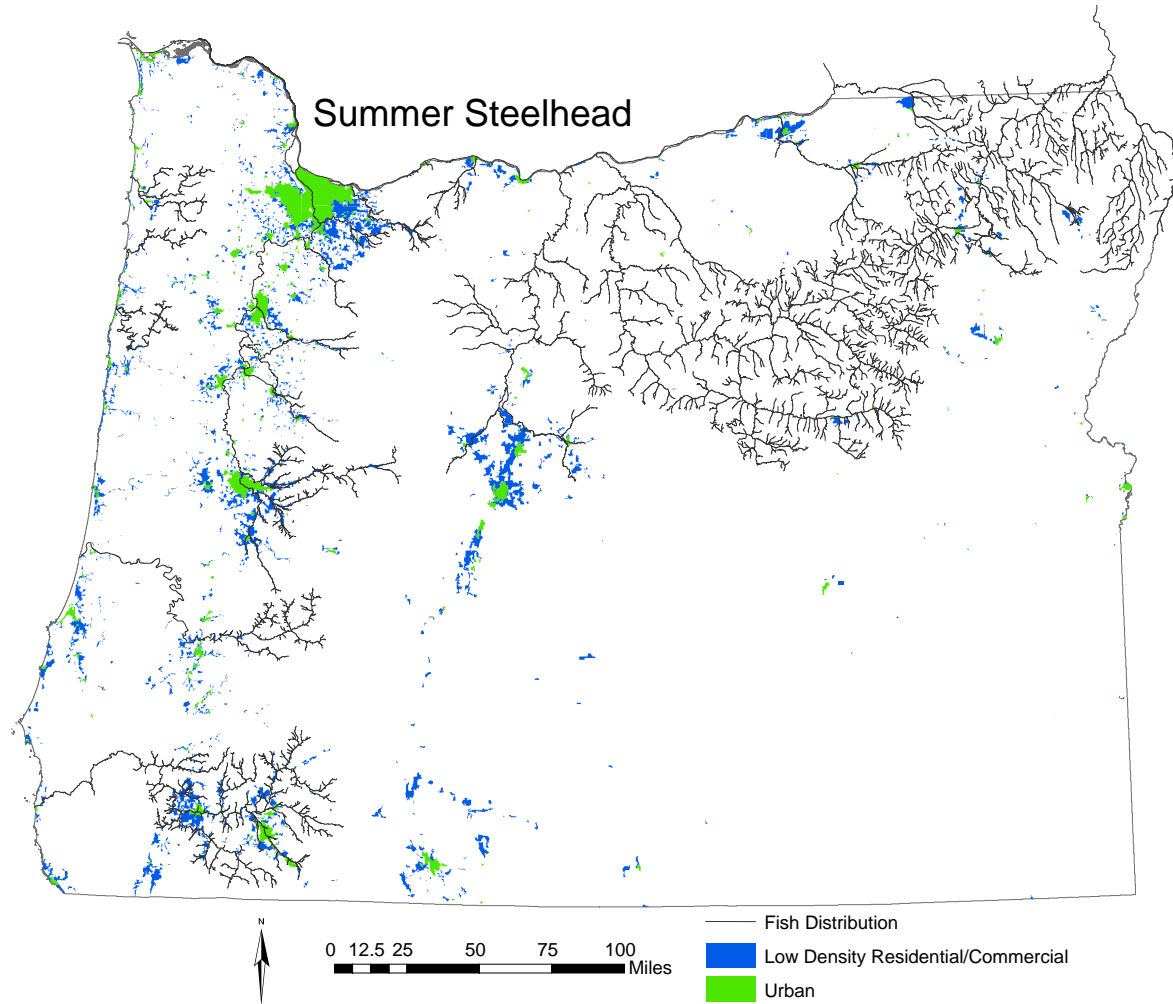 Summer Steelhead
N
0 12.5 25 50 75 100
Miles
Fish Distribution
Low Density Residential/Commercial
Urban